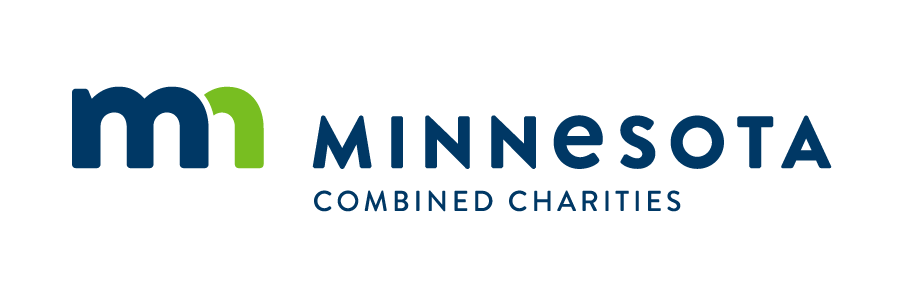 mn
MINNeSOTA
COMBINED CHARITIES